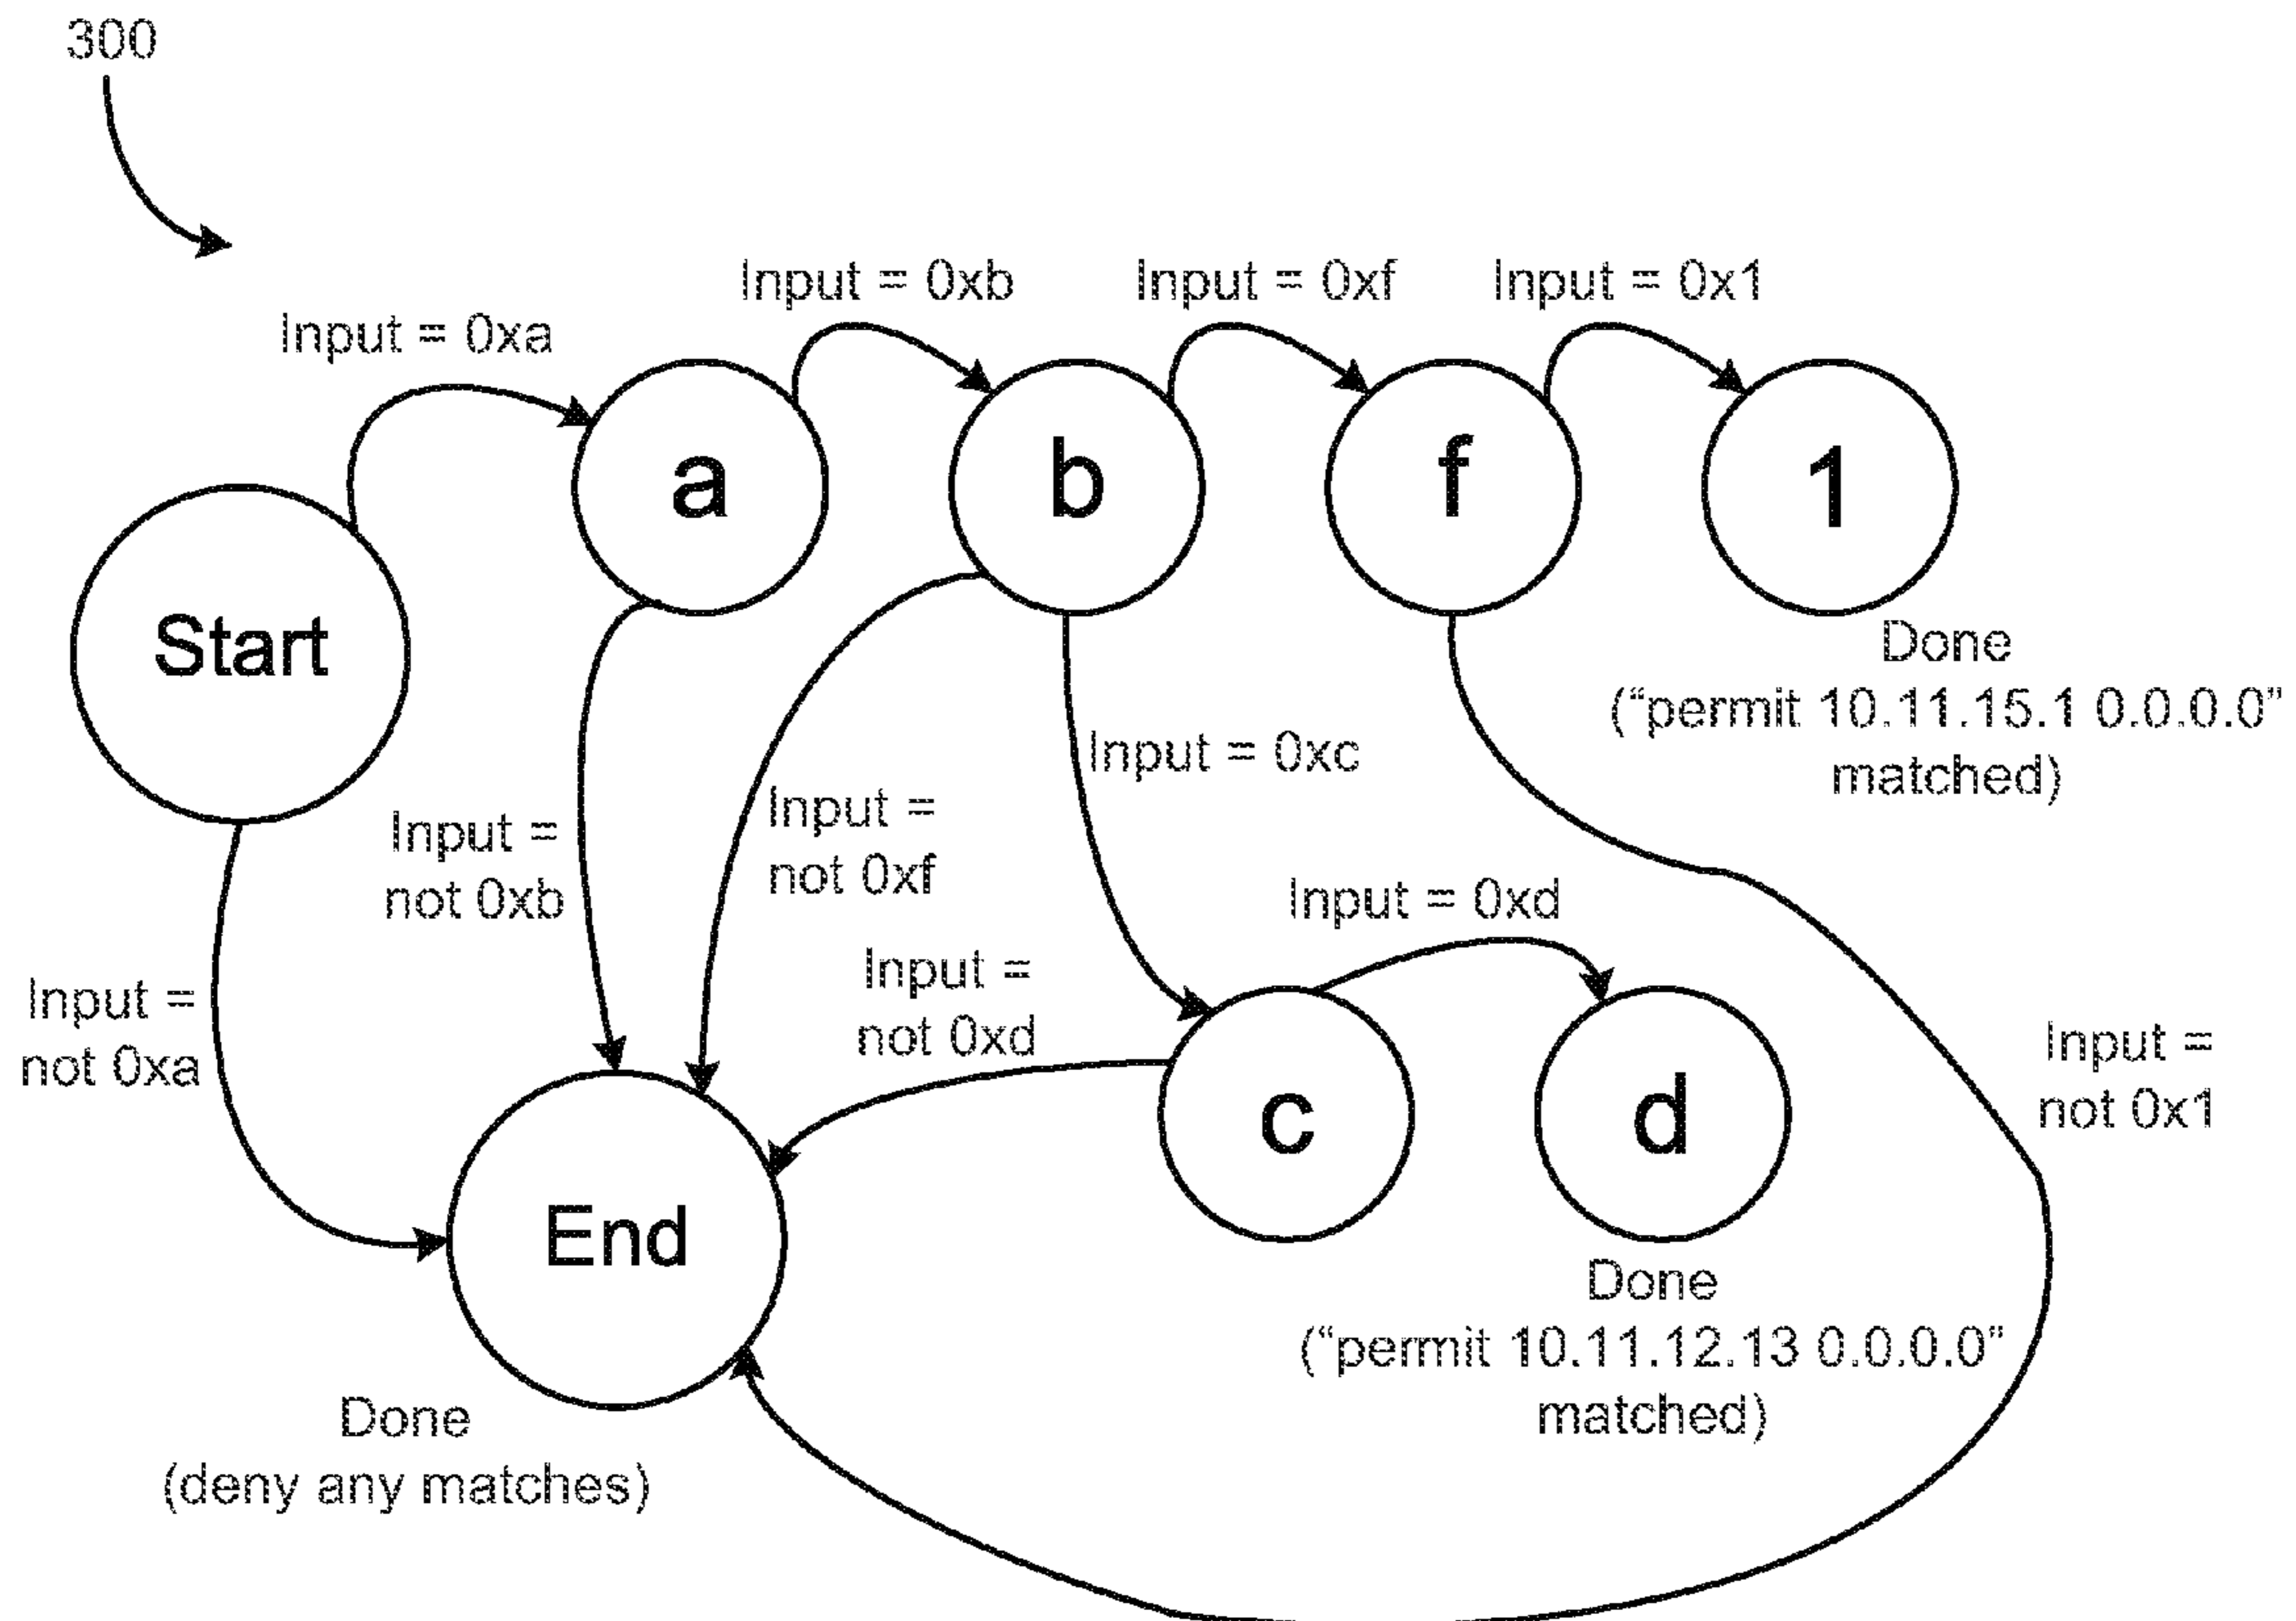 300
Input = 0xa
Input = 0xb
Input = 0xf
Input = 0x1
Start
a
b
f
1
Done
("permit 10.11.15.1 0.0.0.0"
matched)
Input =
not 0xa
Input =
not 0xb
Input =
not 0xf
Input = 0xc
Input =
not 0xd
Input = 0xd
Input =
not 0x1
End
c
d
Done
(deny any matches)
Done
("permit 10.11.12.13 0.0.0.0"
matched)